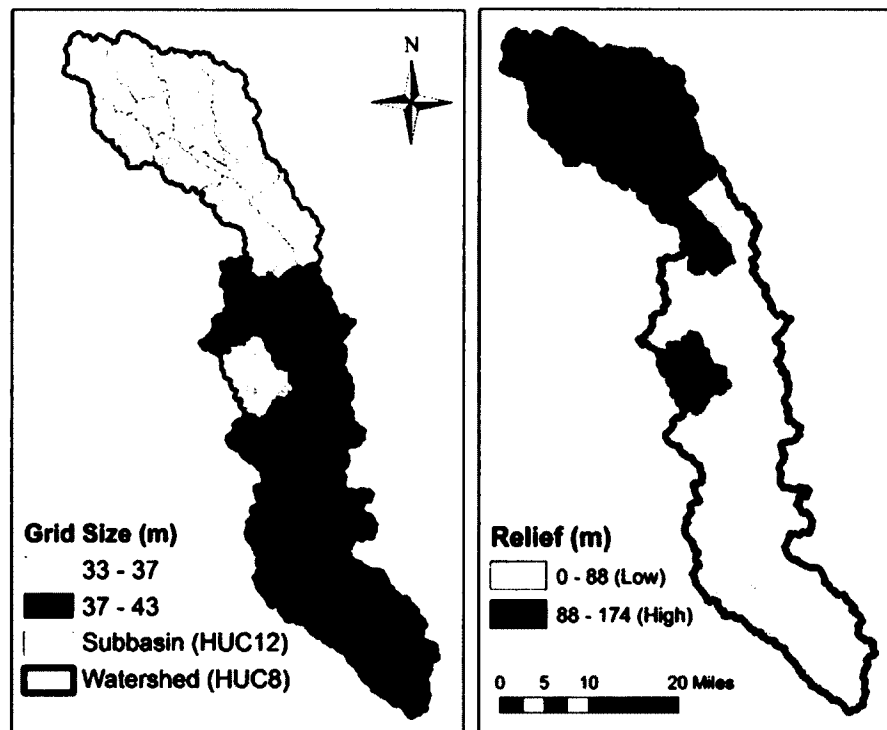 N
Grid Size (m)
33 - 37
37 - 43
Subbasin (HUC12)
Watershed (HUC8)
Relief (m)
0 - 88 (Low)
88 - 174 (High)
0 5 10 20 Miles